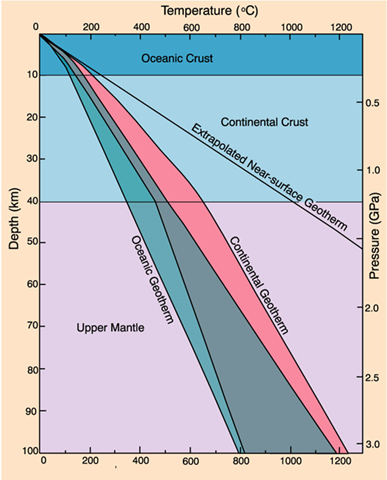 Temperature (°C)
0 200 400 600 800 1000 1200
Oceanic Crust
Continental Crust
Extrapolated Near-surface Geotherm
Oceanic Geotherm
Continental Geotherm
Upper Mantle
Depth (km)
10
20
30
40
50
60
70
80
90
100
Pressure (GPa)
0.5
1.0
1.5
2.0
2.5
3.0
0 200 400 600 800 1000 1200